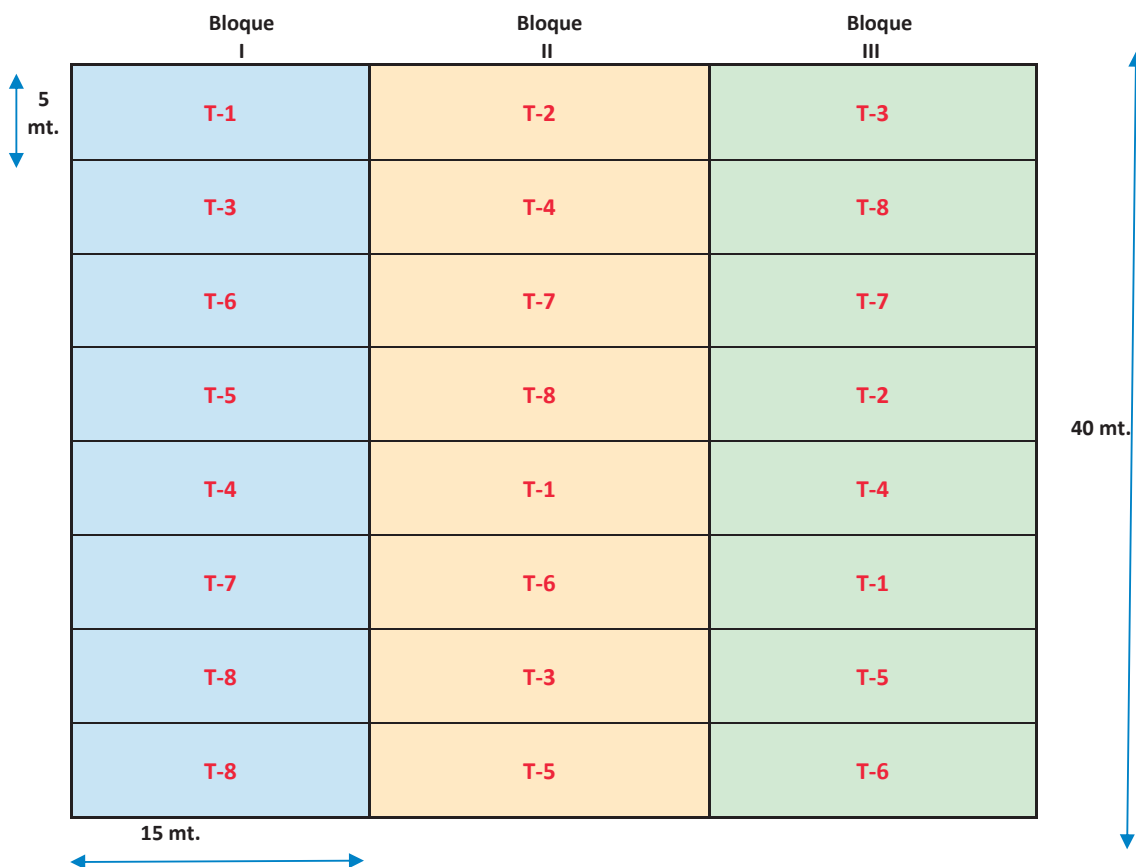 Bloque
I
Bloque
II
Bloque
III
5
mt.
T-1
T-2
T-3
T-3
T-4
T-8
T-6
T-7
T-7
T-5
T-8
T-2
T-4
T-1
T-4
40 mt.
T-7
T-6
T-1
T-8
T-3
T-5
T-8
T-5
T-6
15 mt.